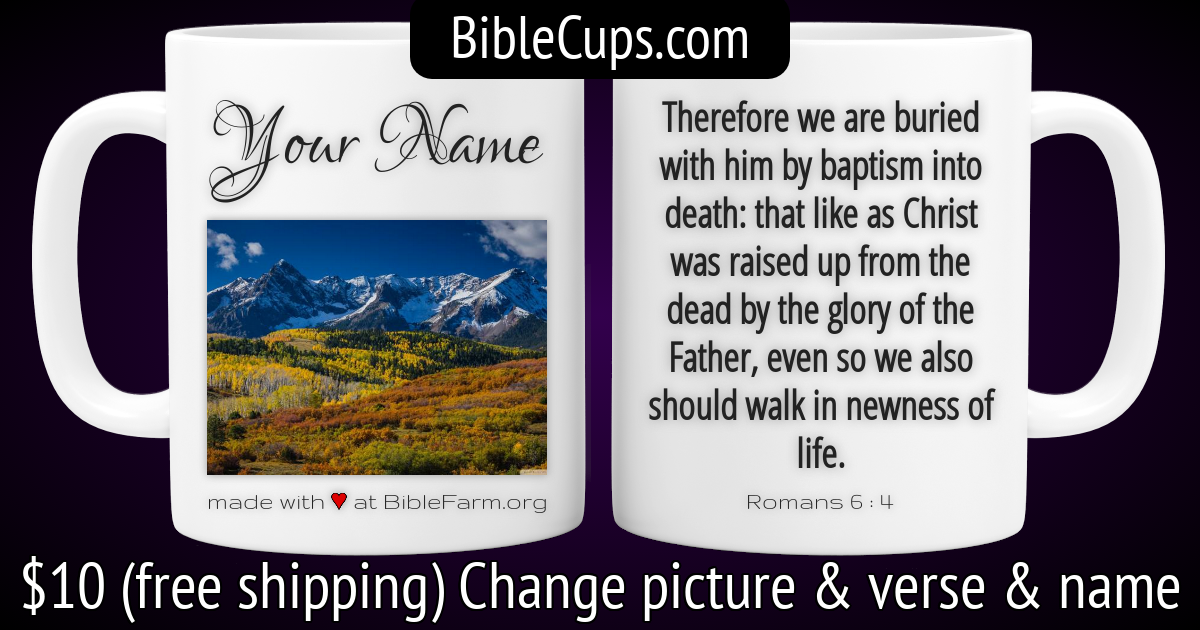 BibleCups.com
Your Name
made with ♥ at BibleFarm.org
Therefore we are buried
with him by baptism into
death: that like as Christ
was raised up from the
dead by the glory of the
Father, even so we also
should walk in newness of
life.
Romans 6 : 4
$10 (free shipping) Change picture & verse & name